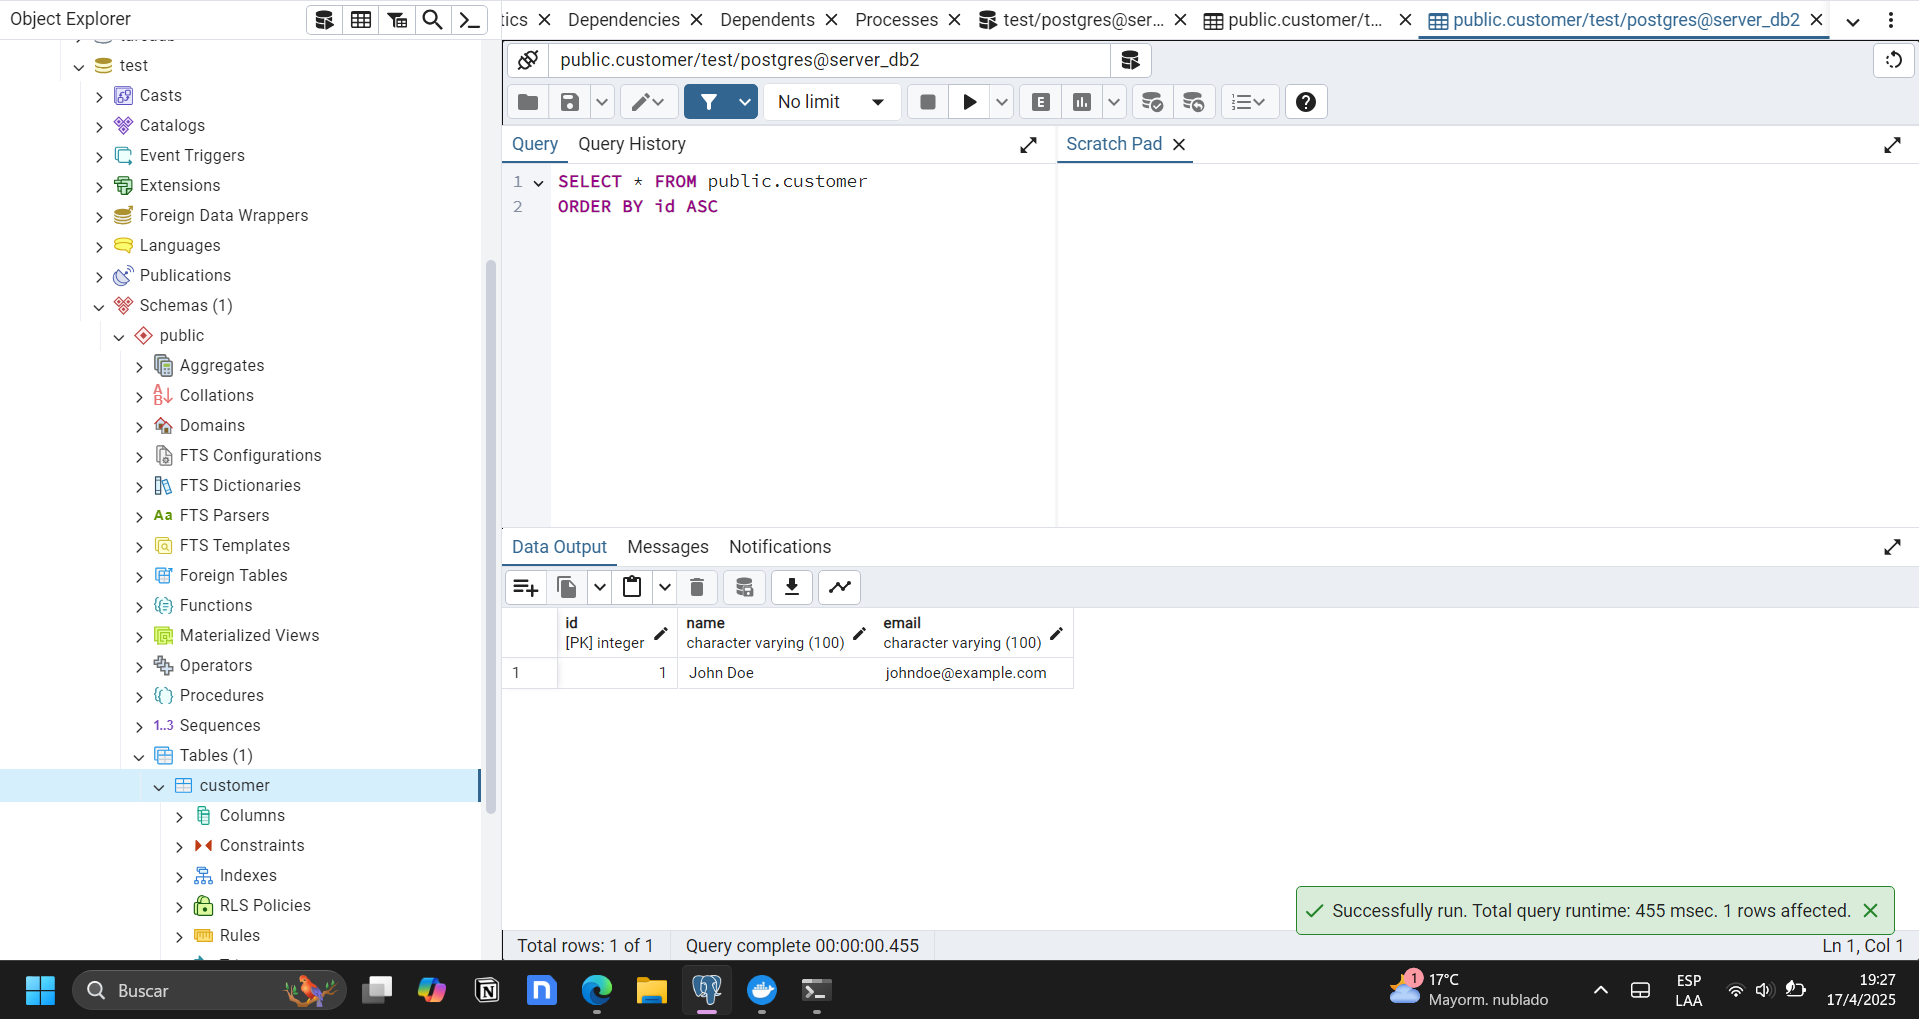 Object Explorer
tics
Dependencies
Dependents
Processes
test/postgres@ser...
public.customer/t...
public.customer/test/postgres@server_db2
test
Casts
Catalogs
Event Triggers
Extensions
Foreign Data Wrappers
Languages
Publications
Schemas (1)
public
Aggregates
Collations
Domains
FTS Configurations
FTS Dictionaries
Aa FTS Parsers
FTS Templates
Foreign Tables
Functions
Materialized Views
Operators
Procedures
1..3 Sequences
Tables (1)
customer
Columns
Constraints
Indexes
RLS Policies
Rules
public.customer/test/postgres@server_db2
No limit
E
Query
Query History
Scratch Pad
1 SELECT * FROM public.customer
2 ORDER BY id ASC
Data Output
Messages
Notifications
id
[PK] integer
name
character varying (100)
email
character varying (100)
1
1
John Doe
johndoe@example.com
Successfully run. Total query runtime: 455 msec. 1 rows affected.
Total rows: 1 of 1
Query complete 00:00:00.455
Ln 1, Col 1
Buscar
1
17°C
Mayorm. nublado
ESP
LAA
19:27
17/4/2025